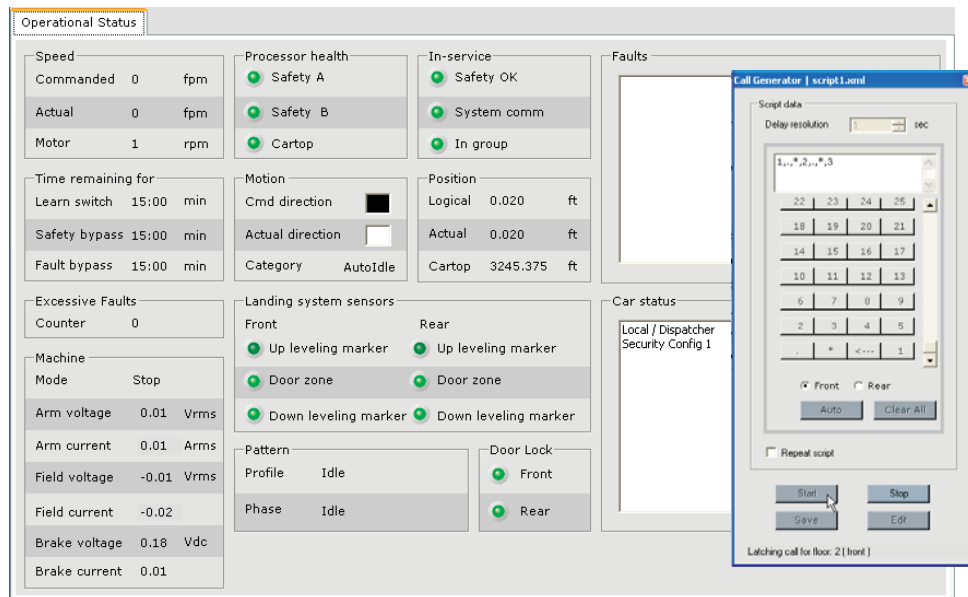 Operational Status
Speed
Commanded 0 fpm
Actual 0 fpm
Motor 1 rpm
Processor health
Safety A
Safety B
Cartop
In-service
Safety OK
System comm
In group
Faults
Time remaining for
Learn switch 15:00 min
Safety bypass 15:00 min
Fault bypass 15:00 min
Motion
Cmd direction
Actual direction
Category AutoIdle
Position
Logical 0.020 ft
Actual 0.020 ft
Cartop 3245.375 ft
Excessive Faults
Counter 0
Landing system sensors
Front Rear
Up leveling marker Up leveling marker
Door zone Door zone
Down leveling marker Down leveling marker
Car status
Local / Dispatcher
Security Config 1
Machine
Mode Stop
Arm voltage 0.01 Vrms
Arm current 0.01 Arms
Field voltage -0.01 Vrms
Field current -0.02
Brake voltage 0.18 Vdc
Brake current 0.01
Pattern
Profile Idle
Phase Idle
Door Lock
Front
Rear
Call Generator | script1.xml
Script data
Delay resolution 1 sec
1,.,*,2,.,*,3
22 23 24 25
18 19 20 21
14 15 16 17
10 11 12 13
6 7 8 9
2 3 4 5
. * <--- 1
Front Rear
Auto Clear All
Repeat script
Start Stop
Save Edit
Latching call for floor: 2 ( front )